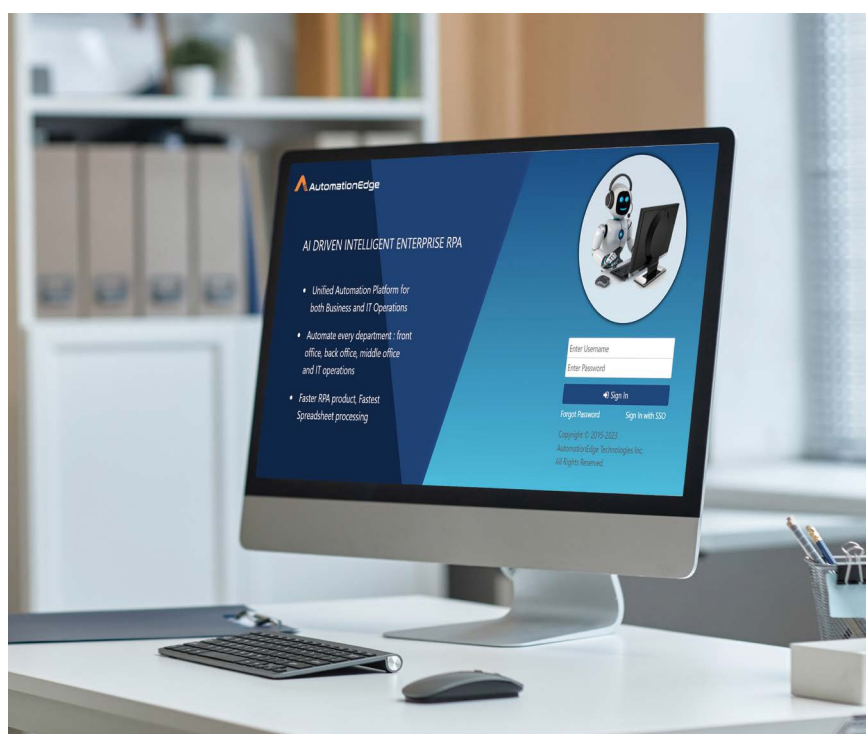 AutomationEdge
AI DRIVEN INTELLIGENT ENTERPRISE RPA
• Unified Automation Platform for
both Business and IT Operations
• Automate every department : front
office, back office, middle office
and IT operations
• Faster RPA product, Fastest
Spreadsheet processing
Enter Username
Enter Password
Sign In
Forgot Password
Sign In with SSO
Copyright © 2015-2023
AutomationEdge Technologies Inc.
All Rights Reserved.